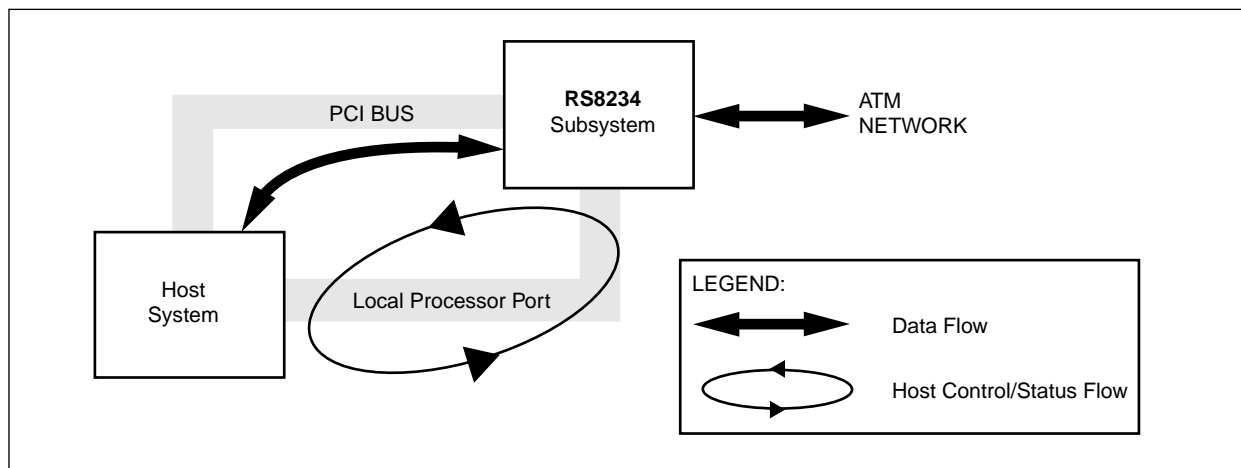 PCI BUS
RS8234
Subsystem
ATM
NETWORK
Host
System
Local Processor Port
LEGEND:
Data Flow
Host Control/Status Flow